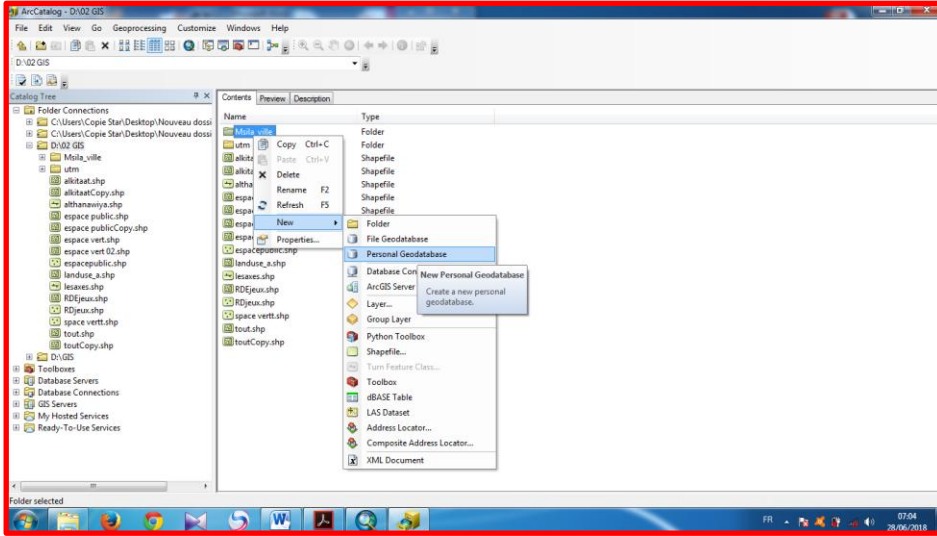 ArcCatalog - D:\02 GIS
File Edit View Go Geoprocessing Customize Windows Help
D:\02 GIS
Catalog Tree
Folder Connections
C:\Users\Copie Star\Desktop\Nouveau dossi
C:\Users\Copie Star\Desktop\Nouveau dossi
D:\02 GIS
Msila_ville
utm
alkitaat.shp
alkitaatCopy.shp
althanawiya.shp
espace public.shp
espace publicCopy.shp
espace vert.shp
espace vert 02.shp
espacepublic.shp
landuse_a.shp
lesaxes.shp
RDEjeux.shp
RDjeux.shp
space vertt.shp
tout.shp
toutCopy.shp
D:\GIS
Toolboxes
Database Servers
Database Connections
GIS Servers
My Hosted Services
Ready-To-Use Services
Contents Preview Description
Name Type
Msila_ville Folder
utm Folder
alkita Shapefile
alkita Shapefile
altha Shapefile
espa Shapefile
espa Shapefile
espa
espa
espacepublic.shp
landuse_a.shp
lesaxes.shp
RDEjeux.shp
RDjeux.shp
space vertt.shp
tout.shp
toutCopy.shp
Copy Ctrl+C
Paste Ctrl+V
Delete
Rename F2
Refresh F5
New
Properties...
Folder
File Geodatabase
Personal Geodatabase
Database Con
ArcGIS Server
Layer...
Group Layer
Python Toolbox
Shapefile...
Turn Feature Class...
Toolbox
dBASE Table
LAS Dataset
Address Locator...
Composite Address Locator...
XML Document
New Personal Geodatabase
Create a new personal
geodatabase.
Folder selected
FR
07:04
28/06/2018